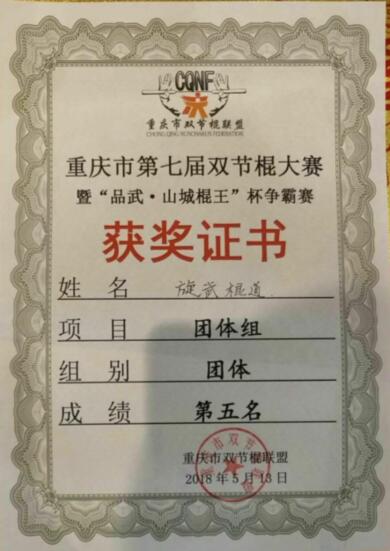 CQNF
重庆市双节棍联盟
CHONG QING NUNCHAKUS FEDERATION
重庆市第七届双节棍大赛
暨“品武·山城棍王”杯争霸赛
获奖证书
姓 名 旋武棍道
项 目 团体组
组 别 团体
成 绩 第五名
重庆市双节棍联盟
2018年5月13日